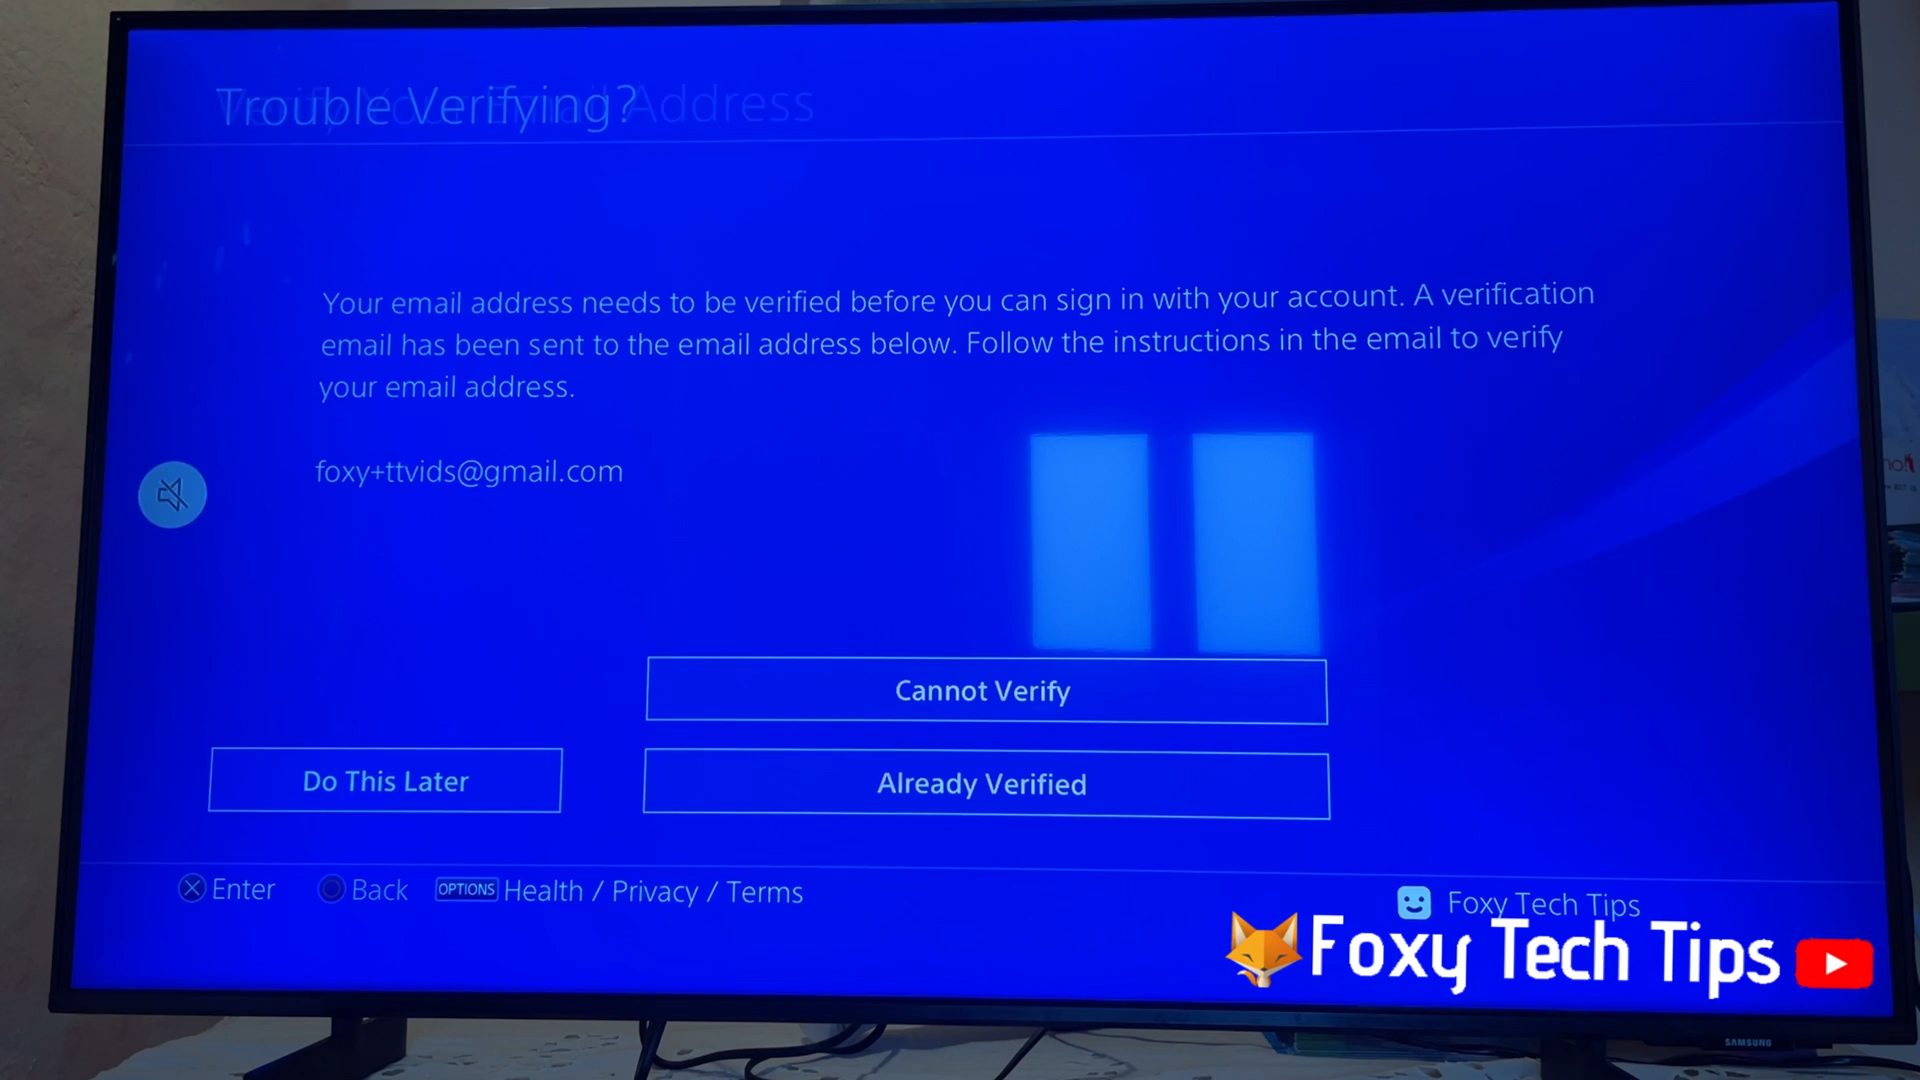 Trouble Verifying?
Address
Your email address needs to be verified before you can sign in with your account. A verification
email has been sent to the email address below. Follow the instructions in the email to verify
your email address.
foxy+ttvids@gmail.com
Cannot Verify
Do This Later
Already Verified
Enter
Back
OPTIONS Health / Privacy / Terms
Foxy Tech Tips
Foxy Tech Tips
SAMSUNG